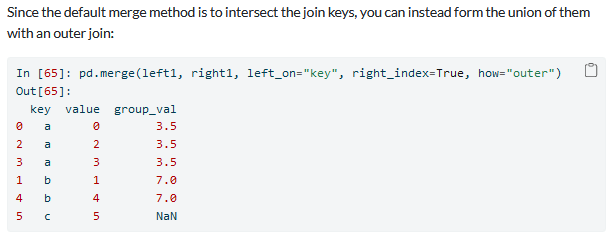 Since the default merge method is to intersect the join keys, you can instead form the union of them
with an outer join:
In [65]: pd.merge(left1, right1, left_on="key", right_index=True, how="outer")
Out[65]:
  key  value  group_val
0   a      0        3.5
2   a      2        3.5
3   a      3        3.5
1   b      1        7.0
4   b      4        7.0
5   c      5        NaN